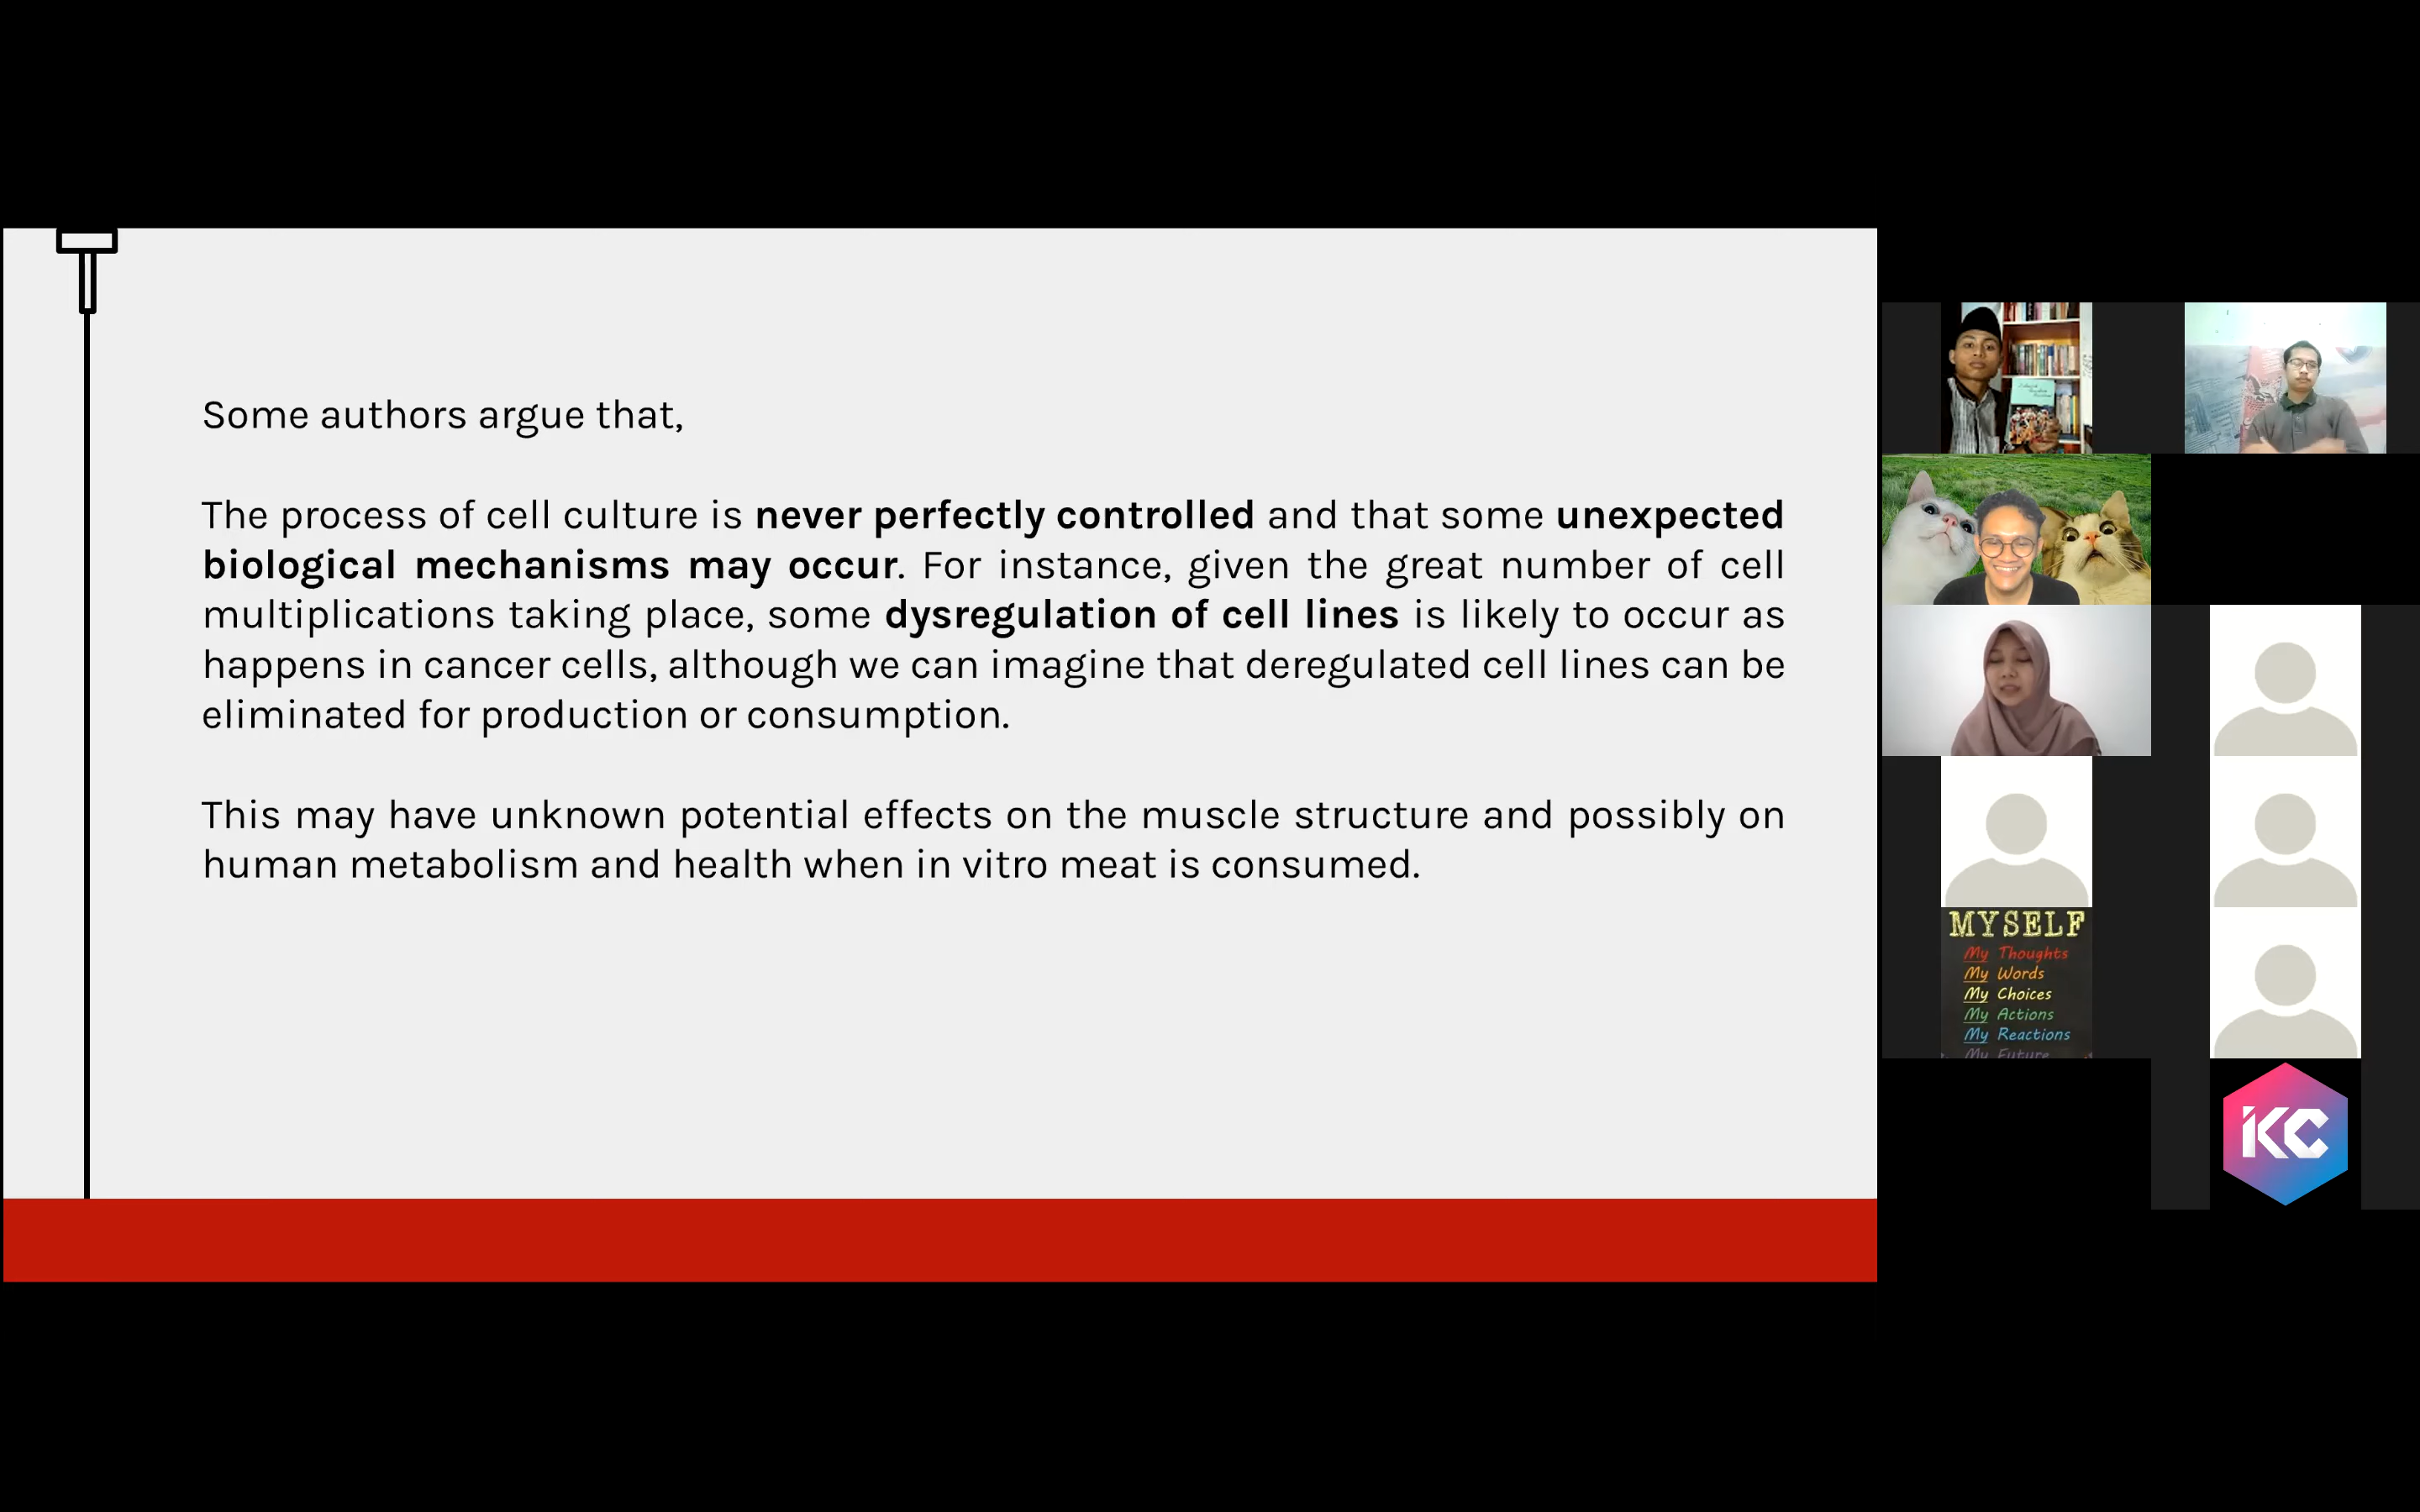 Some authors argue that,
The process of cell culture is never perfectly controlled and that some unexpected
biological mechanisms may occur. For instance, given the great number of cell
multiplications taking place, some dysregulation of cell lines is likely to occur as
happens in cancer cells, although we can imagine that deregulated cell lines can be
eliminated for production or consumption.
This may have unknown potential effects on the muscle structure and possibly on
human metabolism and health when in vitro meat is consumed.
MYSELF
My Thoughts
My Words
My Choices
My Actions
My Reactions
My Future
iKC